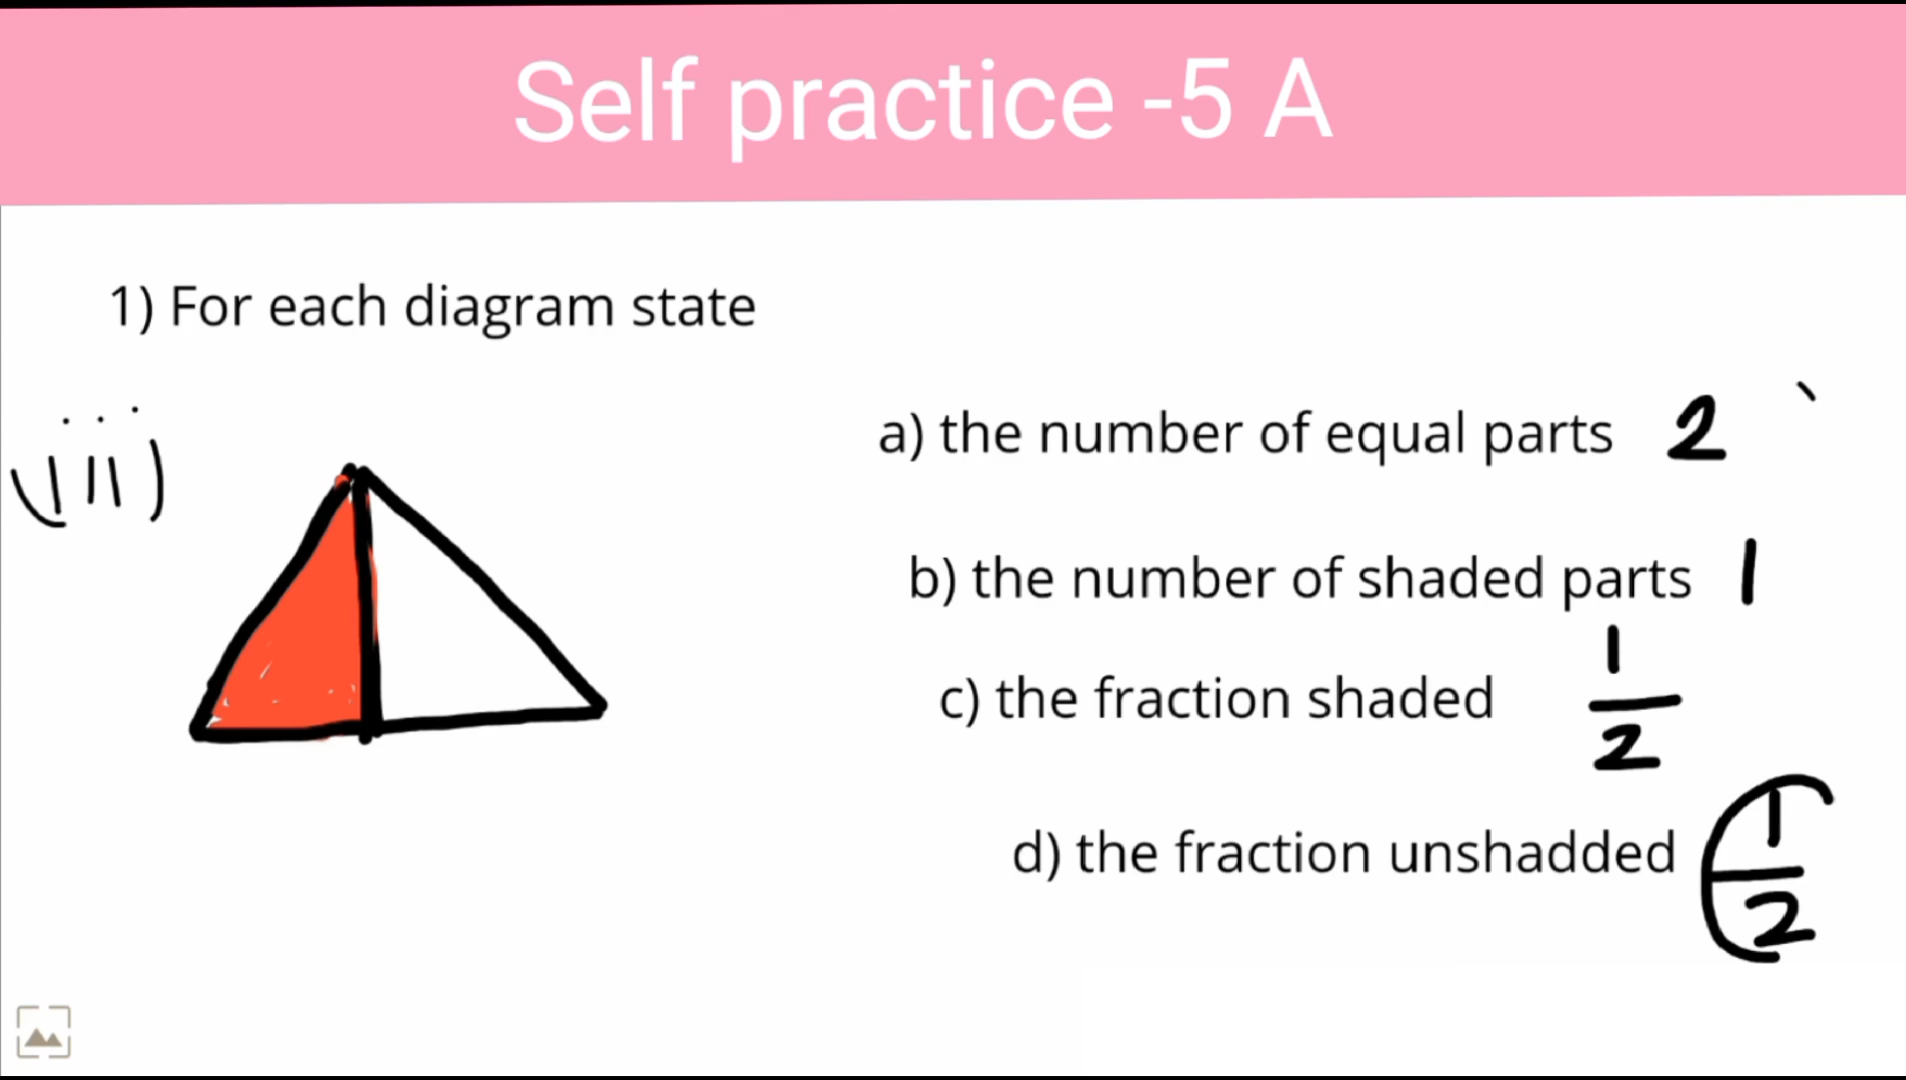 Self practice -5 A
1) For each diagram state
(iii)
a) the number of equal parts 2
b) the number of shaded parts 1
c) the fraction shaded 1/2
d) the fraction unshadded 1/2